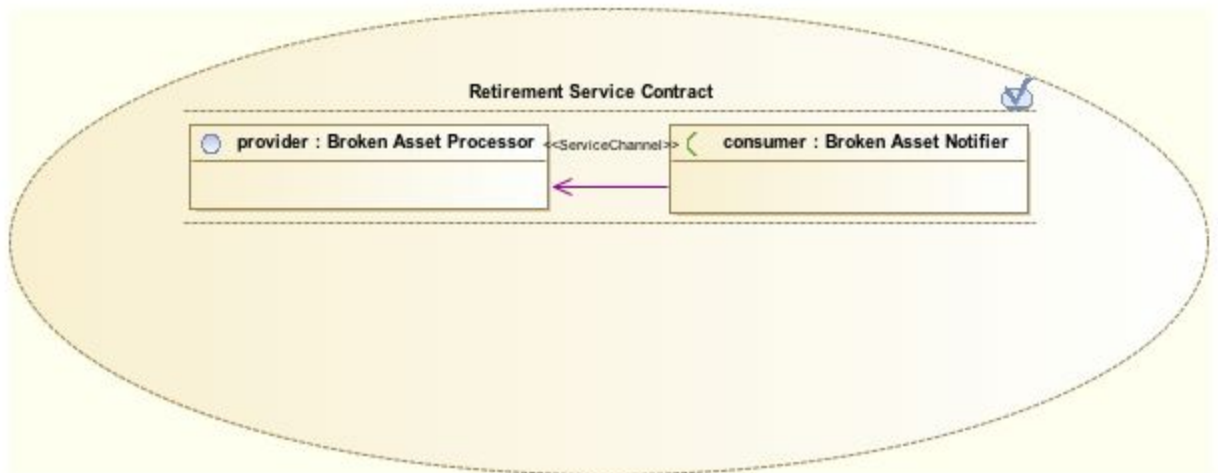 Retirement Service Contract
provider : Broken Asset Processor <<ServiceChannel>> consumer : Broken Asset Notifier